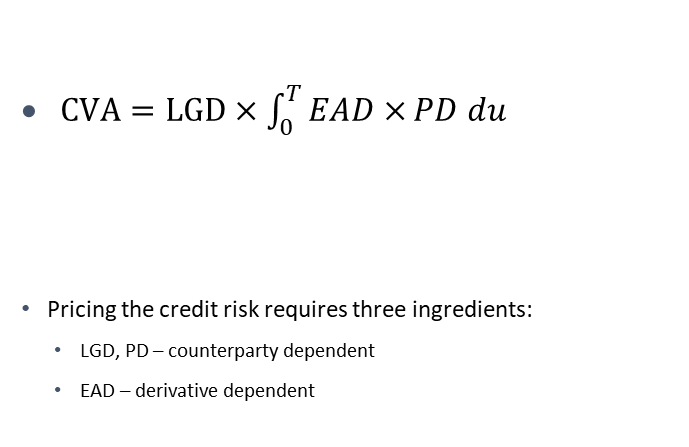 • CVA = LGD × ∫₀ᵀ EAD × PD du
• Pricing the credit risk requires three ingredients:
• LGD, PD – counterparty dependent
• EAD – derivative dependent